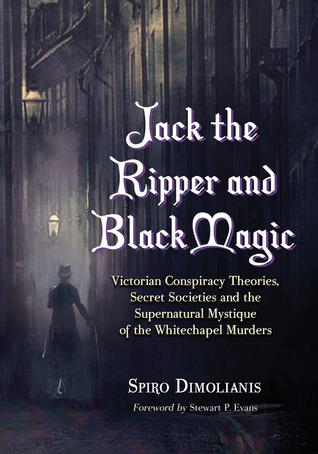 Jack the
Ripper and
Black Magic
Victorian Conspiracy Theories,
Secret Societies and the
Supernatural Mystique
of the Whitechapel Murders
Spiro Dimolianis
Foreword by Stewart P. Evans